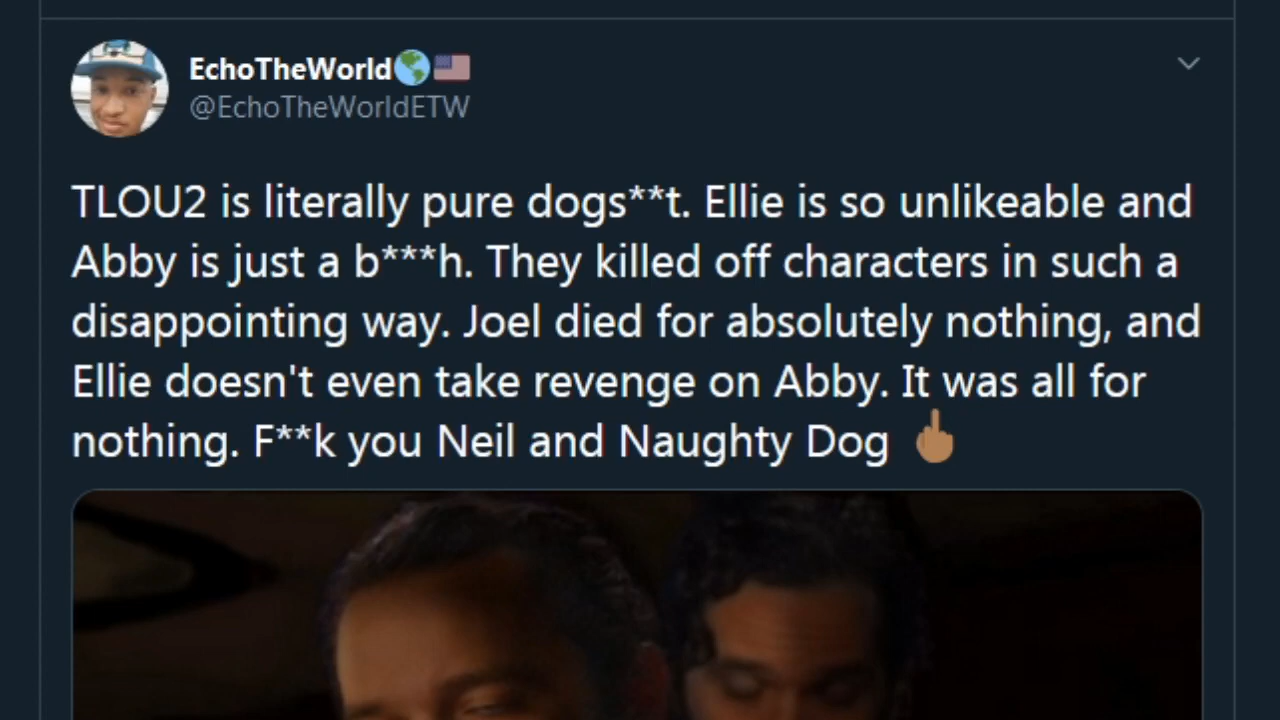 EchoTheWorld🌎🇺🇸
@EchoTheWorldETW
TLOU2 is literally pure dogs**t. Ellie is so unlikeable and
Abby is just a b***h. They killed off characters in such a
disappointing way. Joel died for absolutely nothing, and
Ellie doesn't even take revenge on Abby. It was all for
nothing. F**k you Neil and Naughty Dog 🖕🏽